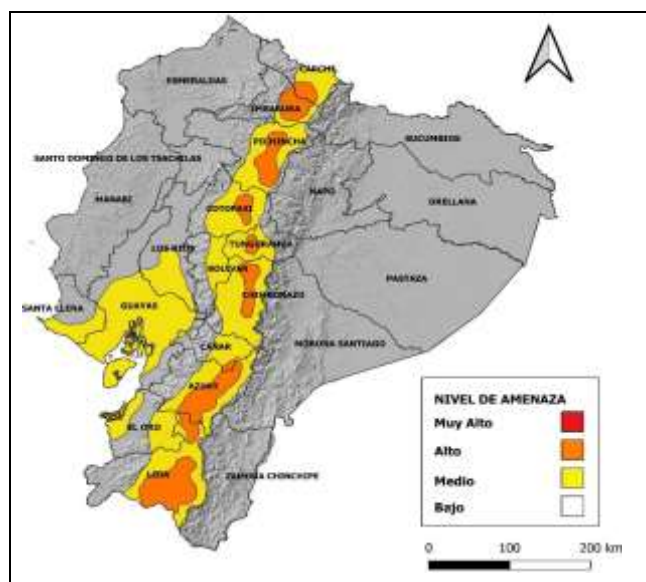 CARCHI
ESMERALDAS
IMBABURA
SUCUMBIOS
PICHINCHA
SANTO DOMINGO DE LOS TSACHILAS
NAPO
ORELLANA
MANABI
COTOPAXI
TUNGURAHUA
LOS RIOS
BOLIVAR
PASTAZA
CHIMBORAZO
SANTA ELENA
GUAYAS
MORONA SANTIAGO
CAÑAR
AZUAY
EL ORO
LOJA
ZAMORA CHINCHIPE
NIVEL DE AMENAZA
Muy Alto
Alto
Medio
Bajo
0 100 200 km